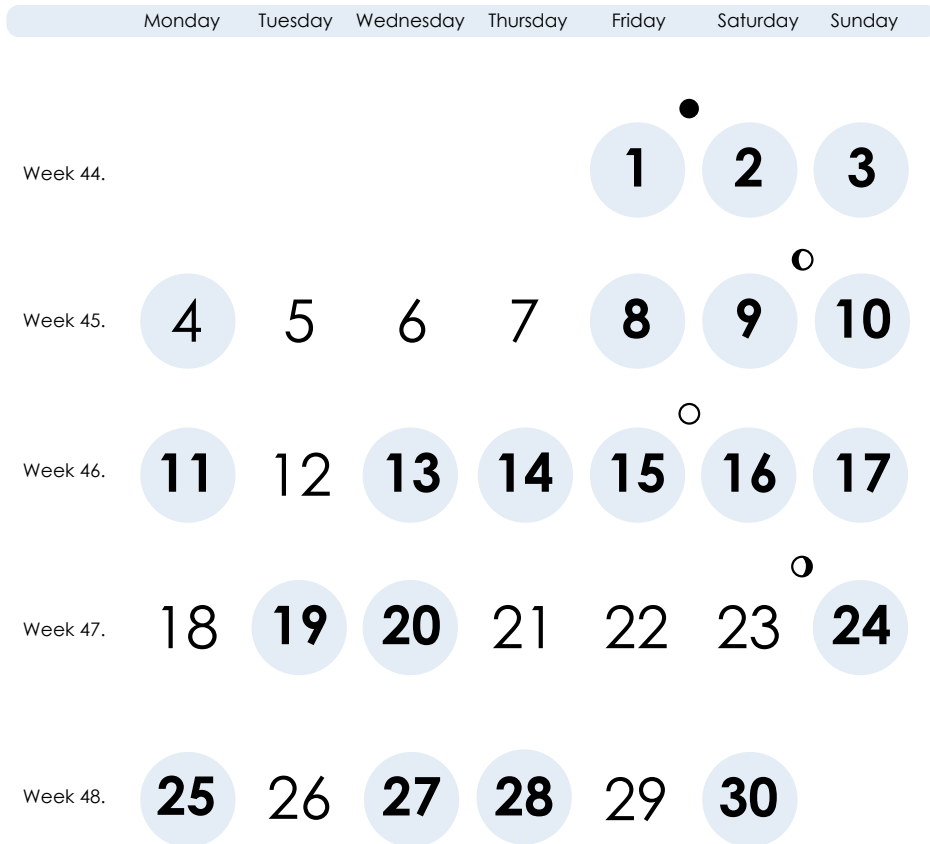 Monday Tuesday Wednesday Thursday Friday Saturday Sunday
Week 44. 1 2 3
Week 45. 4 5 6 7 8 9 10
Week 46. 11 12 13 14 15 16 17
Week 47. 18 19 20 21 22 23 24
Week 48. 25 26 27 28 29 30